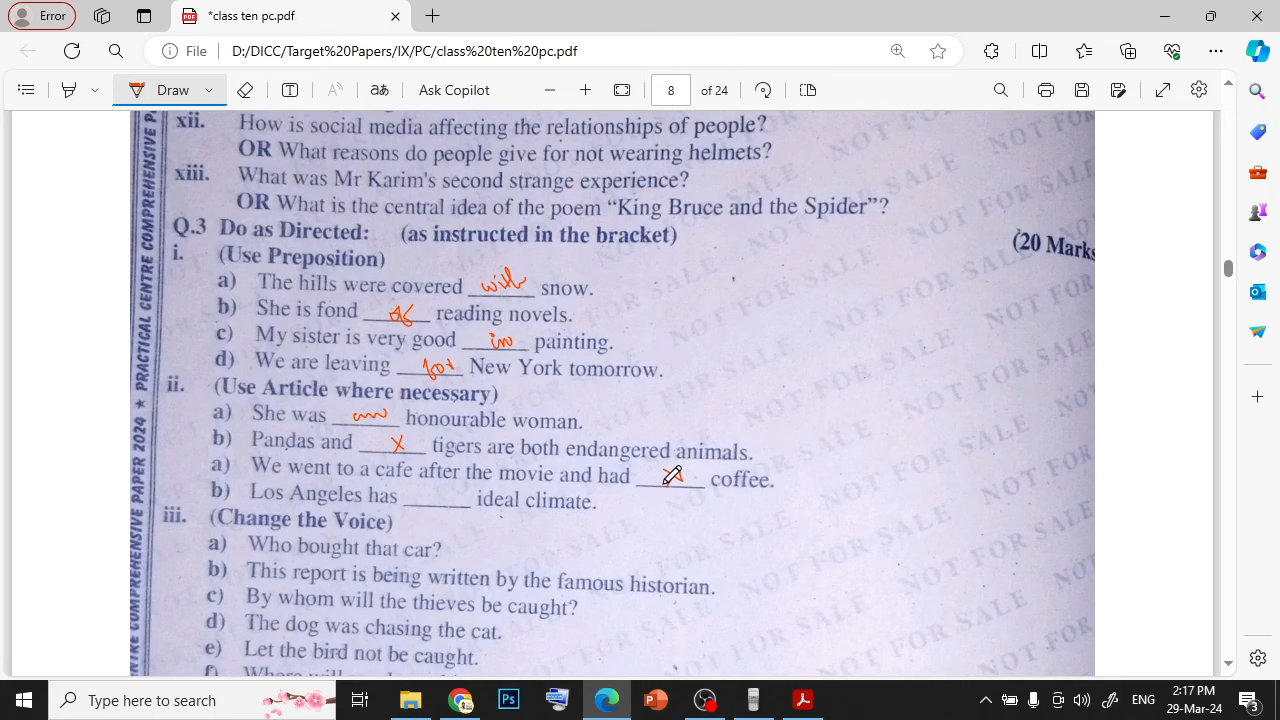 Error
*class ten pc.pdf
File D:/DICC/Target%20Papers/IX/PC/class%20ten%20pc.pdf
Draw Ask Copilot 8 of 24
xii. How is social media affecting the relationships of people?
OR What reasons do people give for not wearing helmets?
xiii. What was Mr Karim's second strange experience?
OR What is the central idea of the poem “King Bruce and the Spider”?
Q.3 Do as Directed: (as instructed in the bracket) (20 Marks
i. (Use Preposition)
a) The hills were covered with snow.
b) She is fond of reading novels.
c) My sister is very good in painting.
d) We are leaving for New York tomorrow.
ii. (Use Article where necessary)
a) She was an honourable woman.
b) Pandas and X tigers are both endangered animals.
a) We went to a cafe after the movie and had ______ coffee.
b) Los Angeles has ______ ideal climate.
iii. (Change the Voice)
a) Who bought that car?
b) This report is being written by the famous historian.
c) By whom will the thieves be caught?
d) The dog was chasing the cat.
e) Let the bird not be caught.
PRACTICAL CENTRE COMPREHENSIVE PAPER 2024 ★ PRACTICAL CENTRE COMPREHENSIVE
NOT FOR SALE
Type here to search
ENG
2:17 PM
29-Mar-24
3